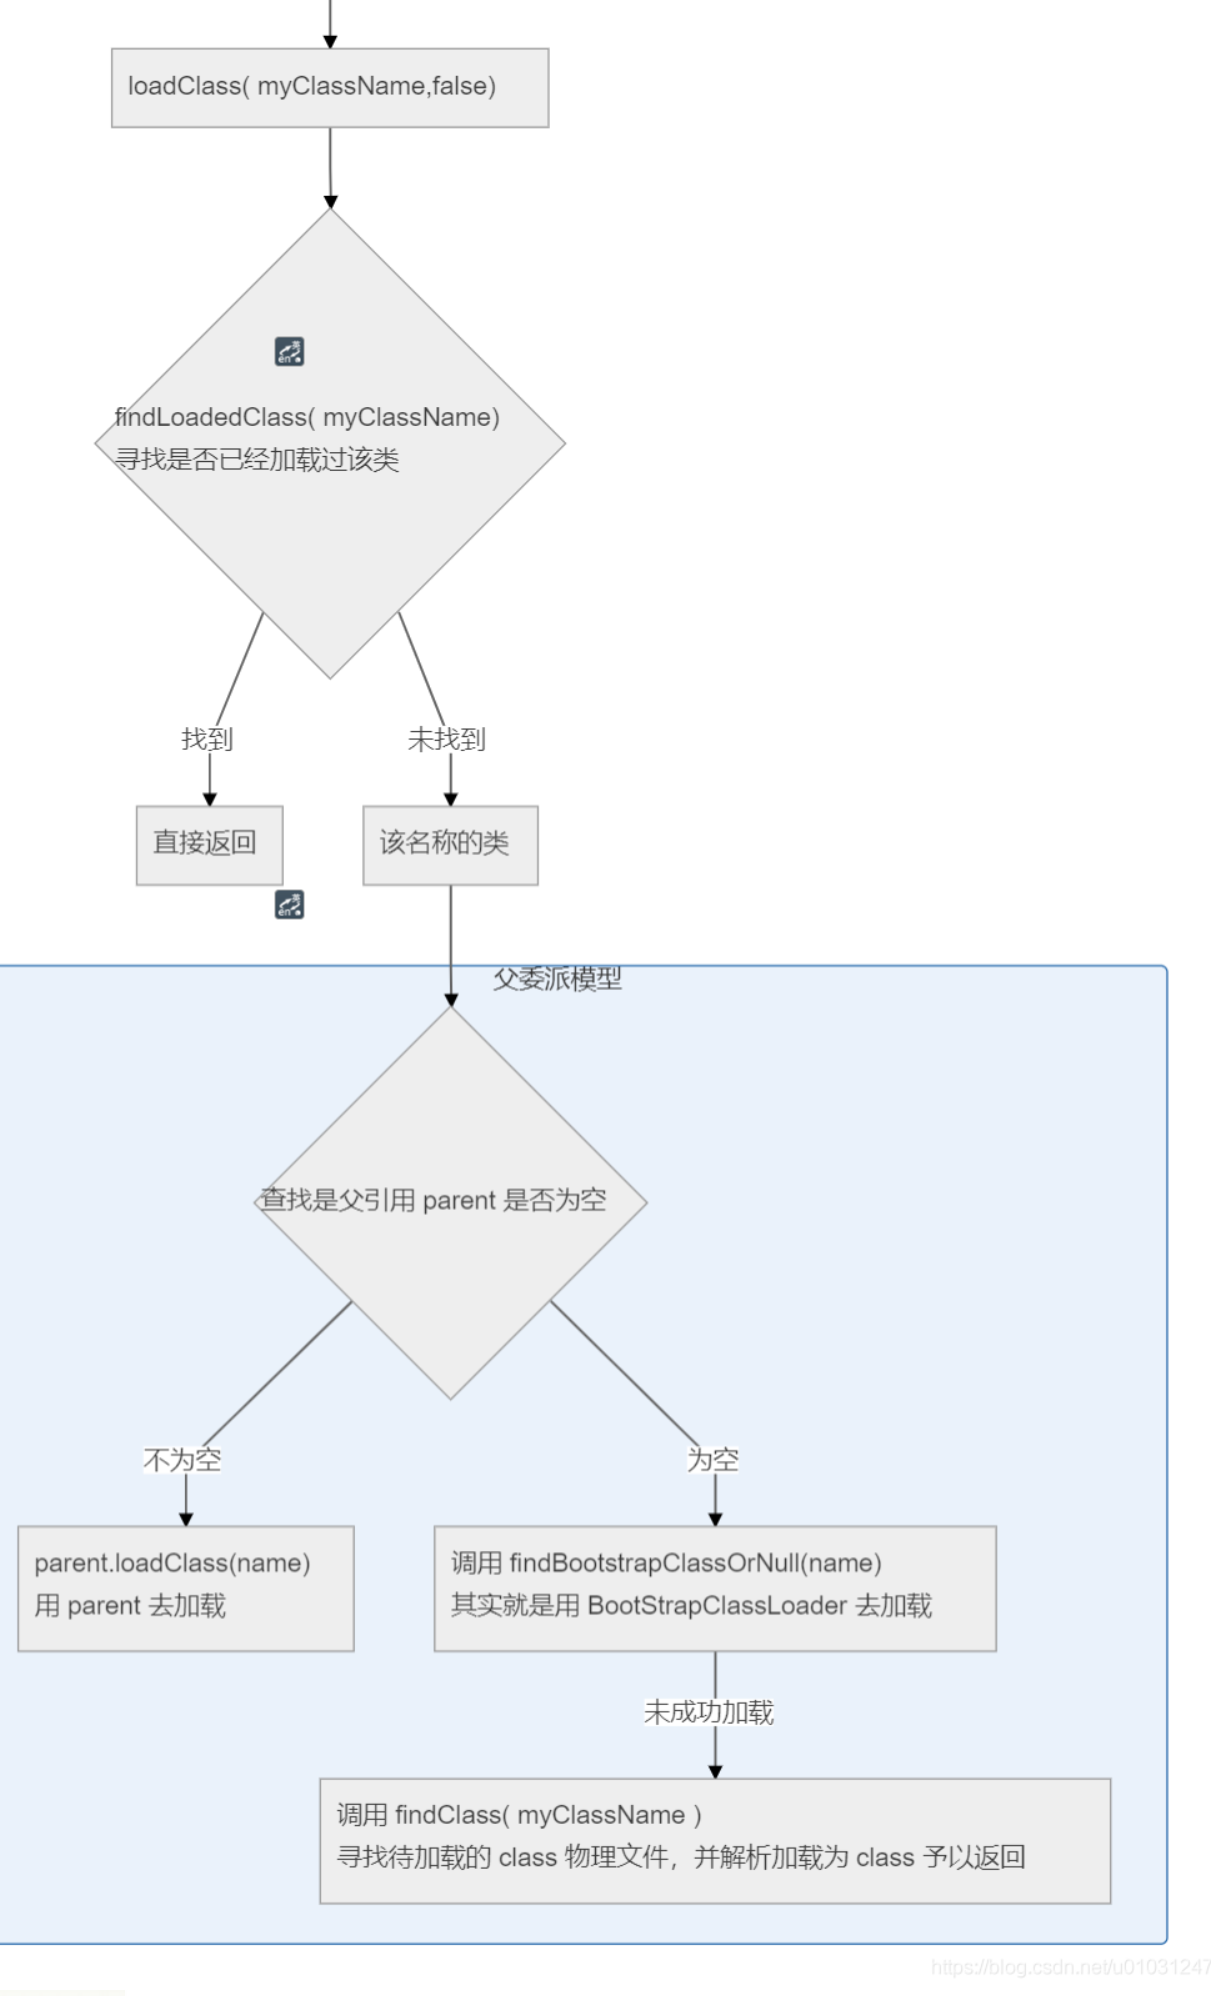 loadClass( myClassName,false)
findLoadedClass( myClassName)
寻找是否已经加载过该类
找到
未找到
直接返回
该名称的类
父委派模型
查找是父引用 parent 是否为空
不为空
为空
parent.loadClass(name)
用 parent 去加载
调用 findBootstrapClassOrNull(name)
其实就是用 BootStrapClassLoader 去加载
未成功加载
调用 findClass( myClassName )
寻找待加载的 class 物理文件，并解析加载为 class 予以返回
https://blog.csdn.net/u01031247